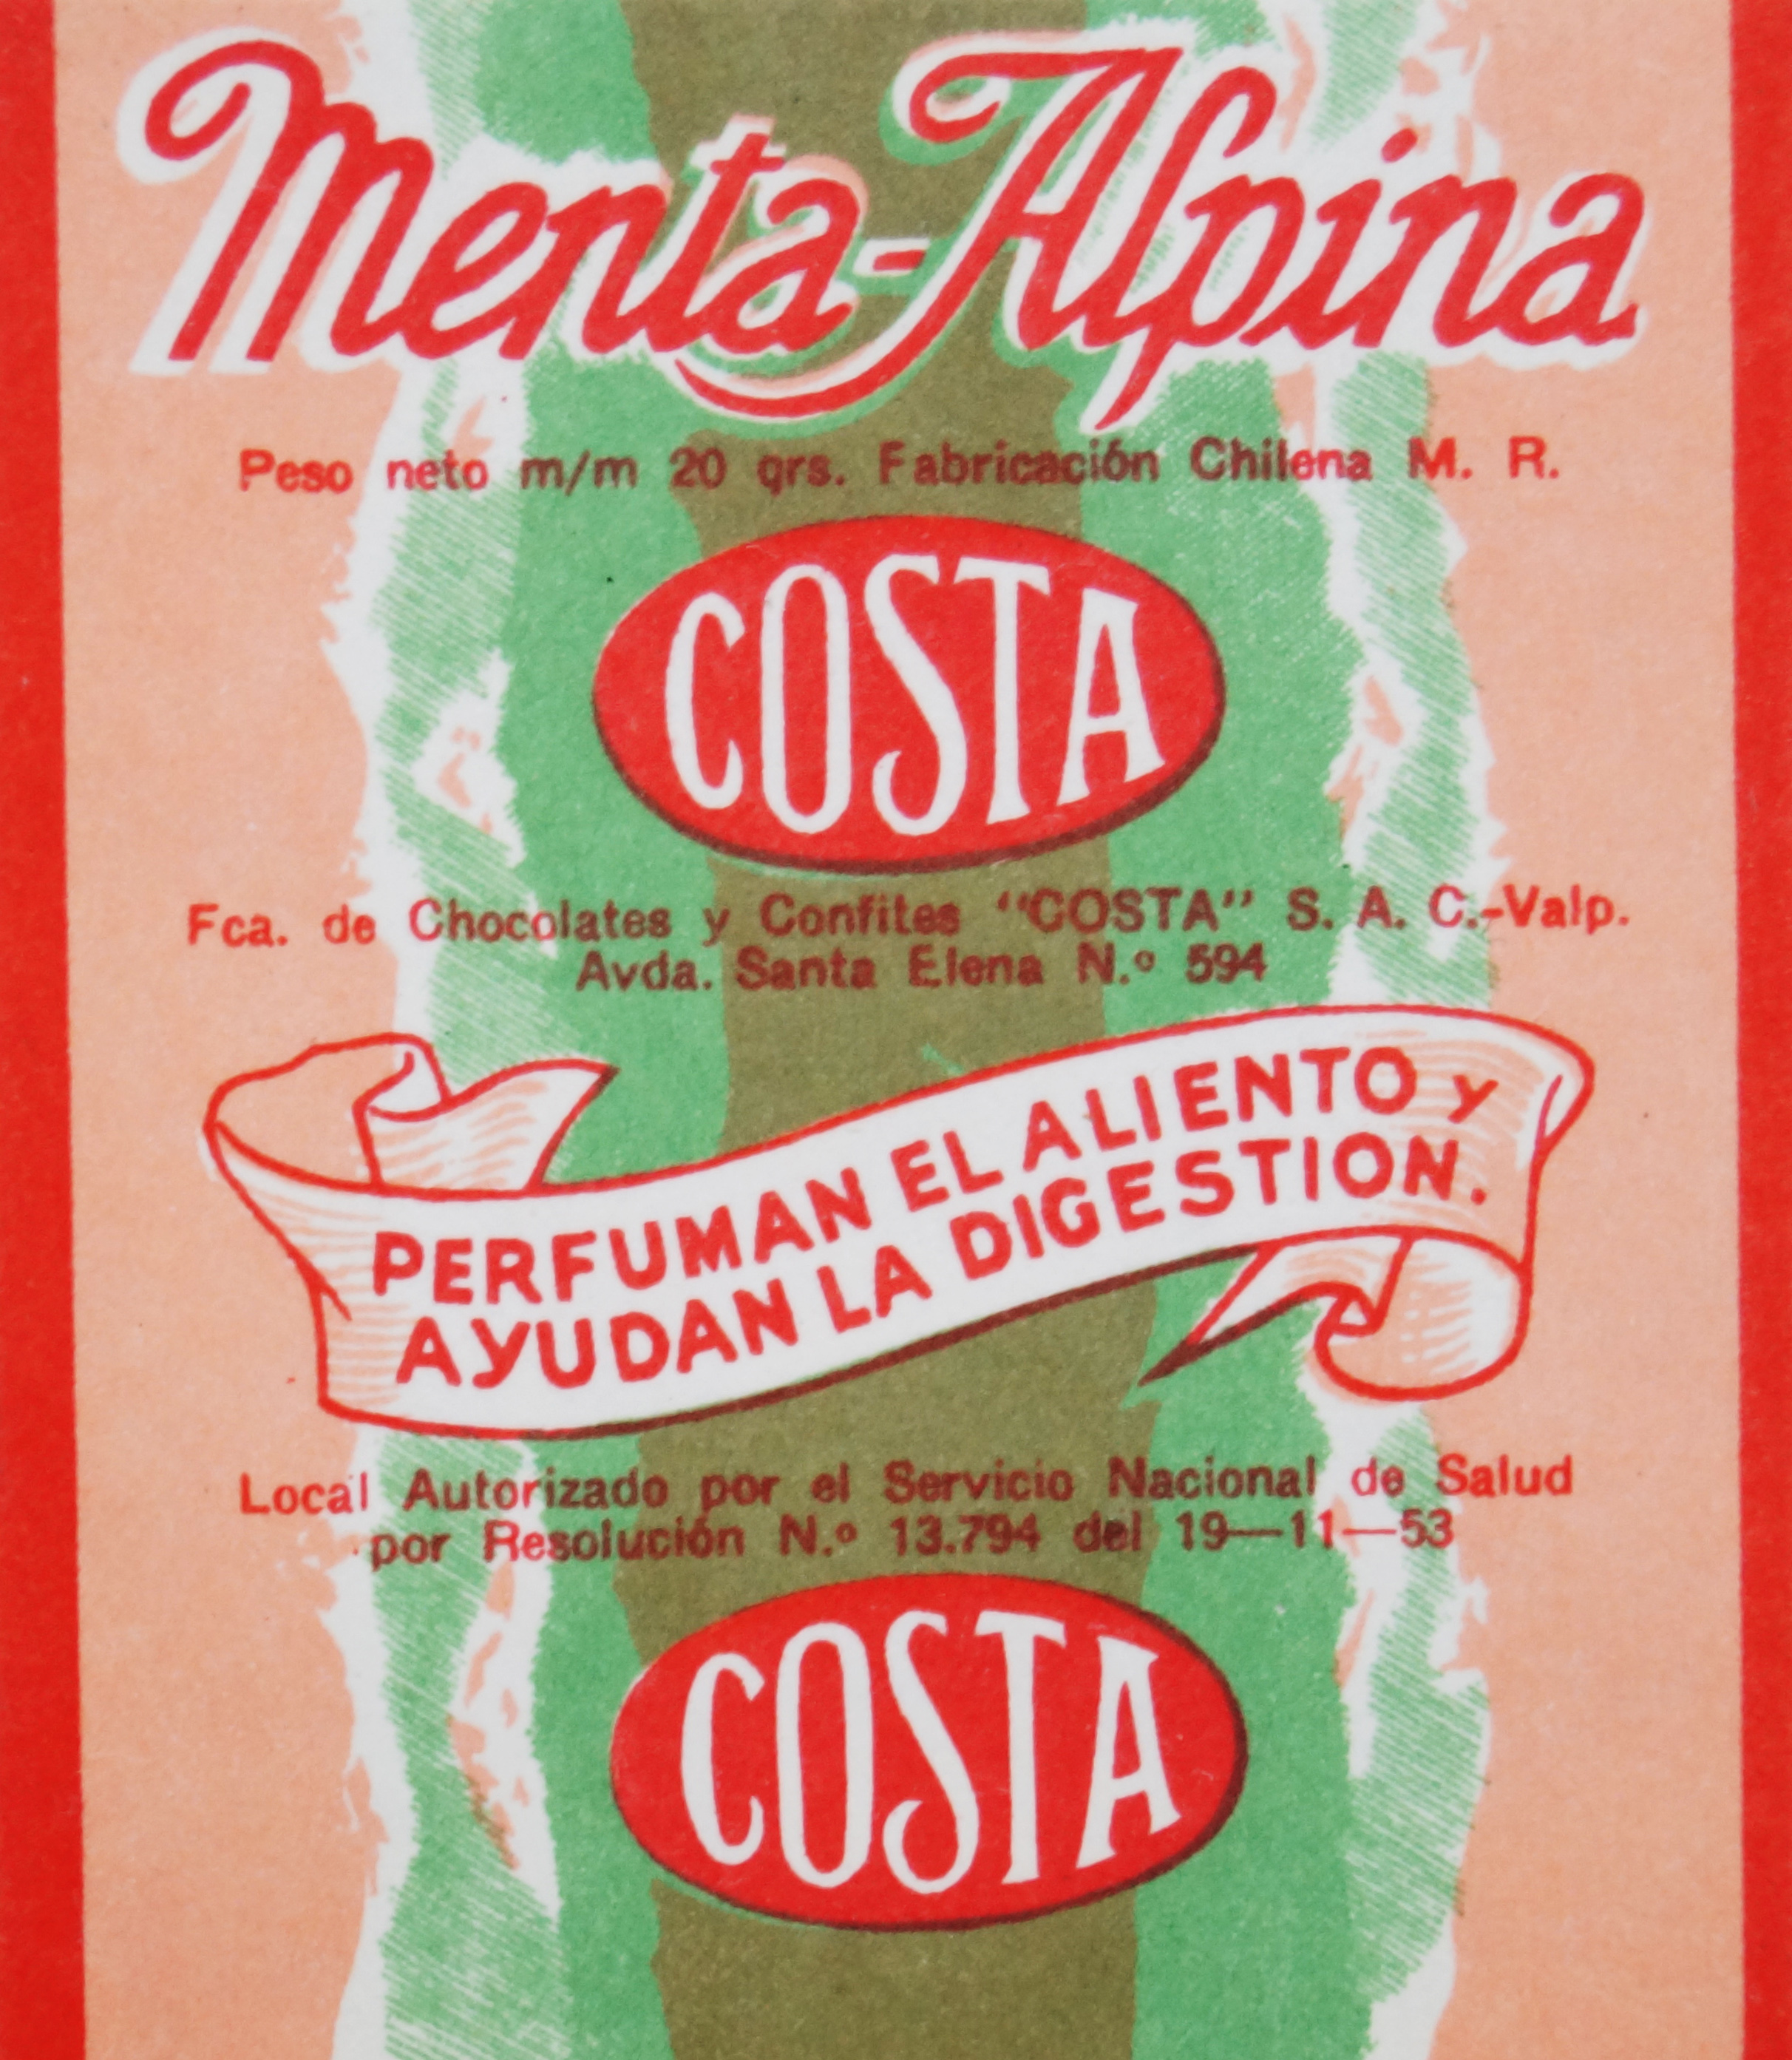 Menta-Alpina
Peso neto m/m 20 grs. Fabricación Chilena M. R.
COSTA
Fca. de Chocolates y Confites "COSTA" S. A. C.-Valp.
Avda. Santa Elena N.º 594
PERFUMAN EL ALIENTO y
AYUDAN LA DIGESTION.
Local Autorizado por el Servicio Nacional de Salud
por Resolución N.º 13.794 del 19—11—53
COSTA